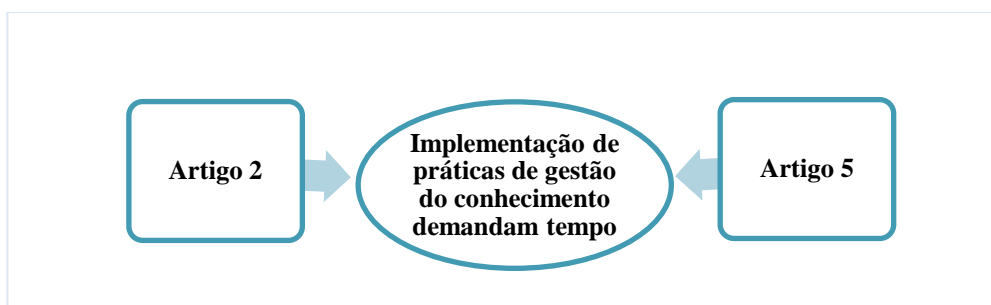 Artigo 2
Implementação de
práticas de gestão
do conhecimento
demandam tempo
Artigo 5